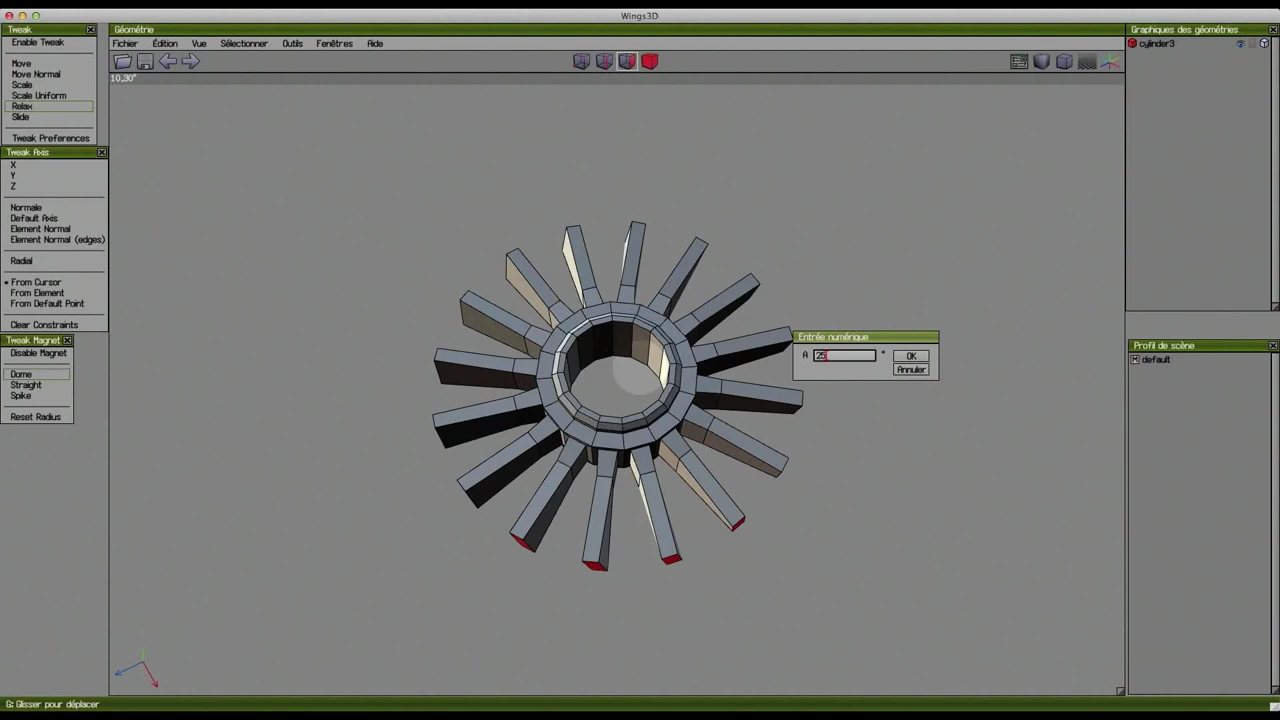 Wings3D
Tweak
Enable Tweak
Move
Move Normal
Scale
Scale Uniform
Relax
Slide
Tweak Preferences
Tweak Axis
X
Y
Z
Normale
Default Axis
Element Normal
Element Normal (edges)
Radial
From Cursor
From Element
From Default Point
Clear Constraints
Tweak Magnet
Disable Magnet
Dome
Straight
Spike
Reset Radius
Géométrie
Fichier Édition Vue Sélectionner Outils Fenêtres Aide
10,30°
Entrée numérique
A 25 °
OK
Annuler
Graphiques des géométries
cylinder3
Profil de scène
M default
G: Glisser pour déplacer